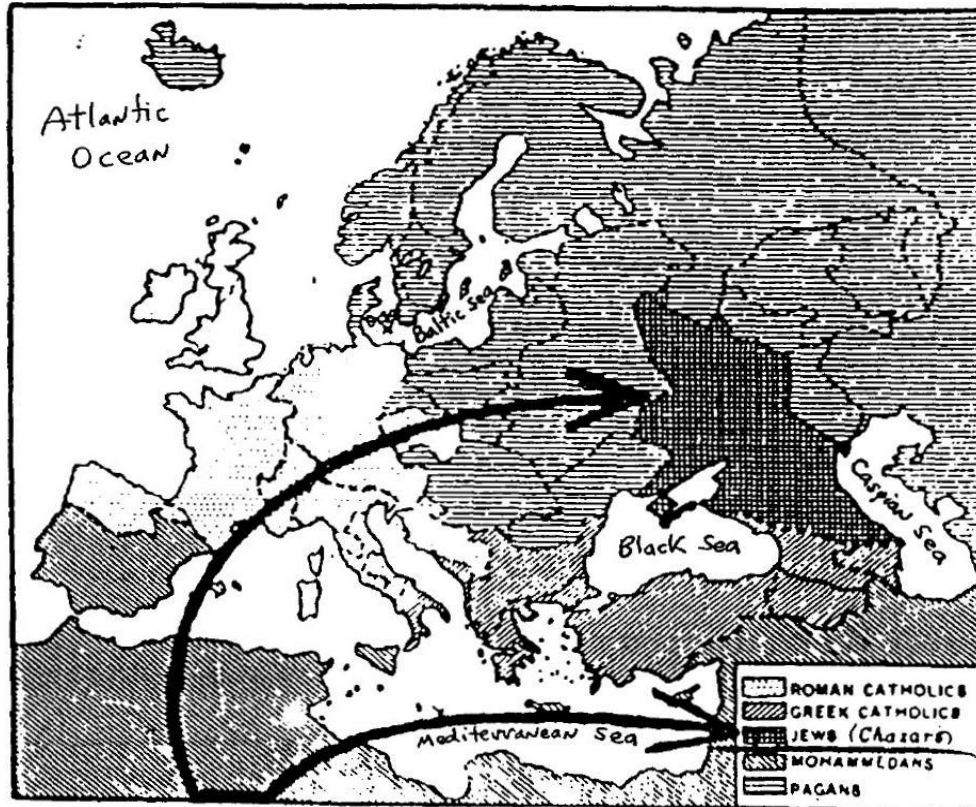 Atlantic
Ocean
Baltic Sea
Caspian Sea
Black Sea
Mediterranean Sea
ROMAN CATHOLICS
GREEK CATHOLICS
JEWS (Chazars)
MOHAMMEDANS
PAGANS